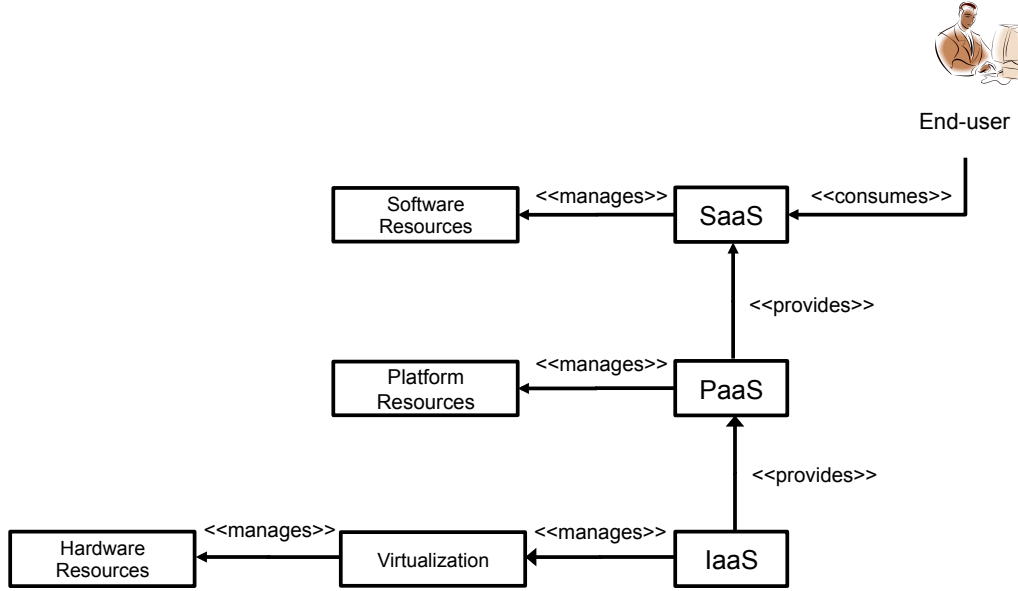 End-user
<<manages>>
<<consumes>>
Software
Resources
SaaS
<<provides>>
<<manages>>
Platform
Resources
PaaS
<<provides>>
<<manages>>
<<manages>>
Hardware
Resources
Virtualization
IaaS